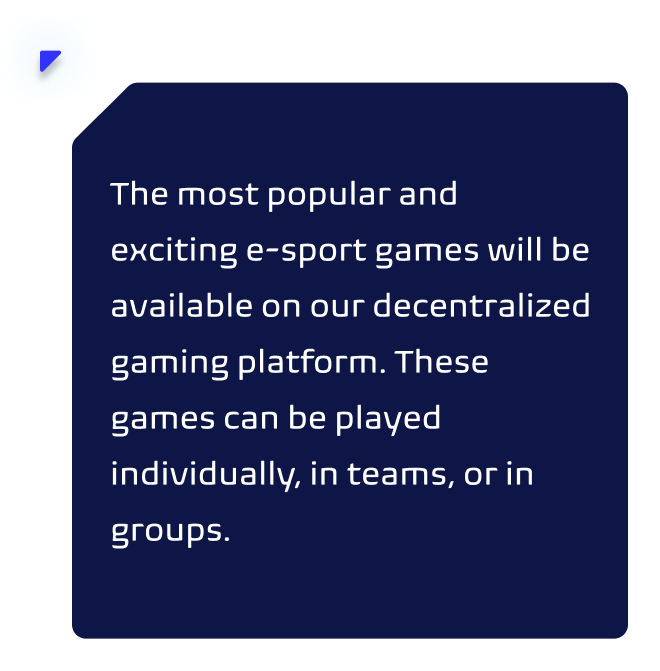 The most popular and
exciting e-sport games will be
available on our decentralized
gaming platform. These
games can be played
individually, in teams, or in
groups.